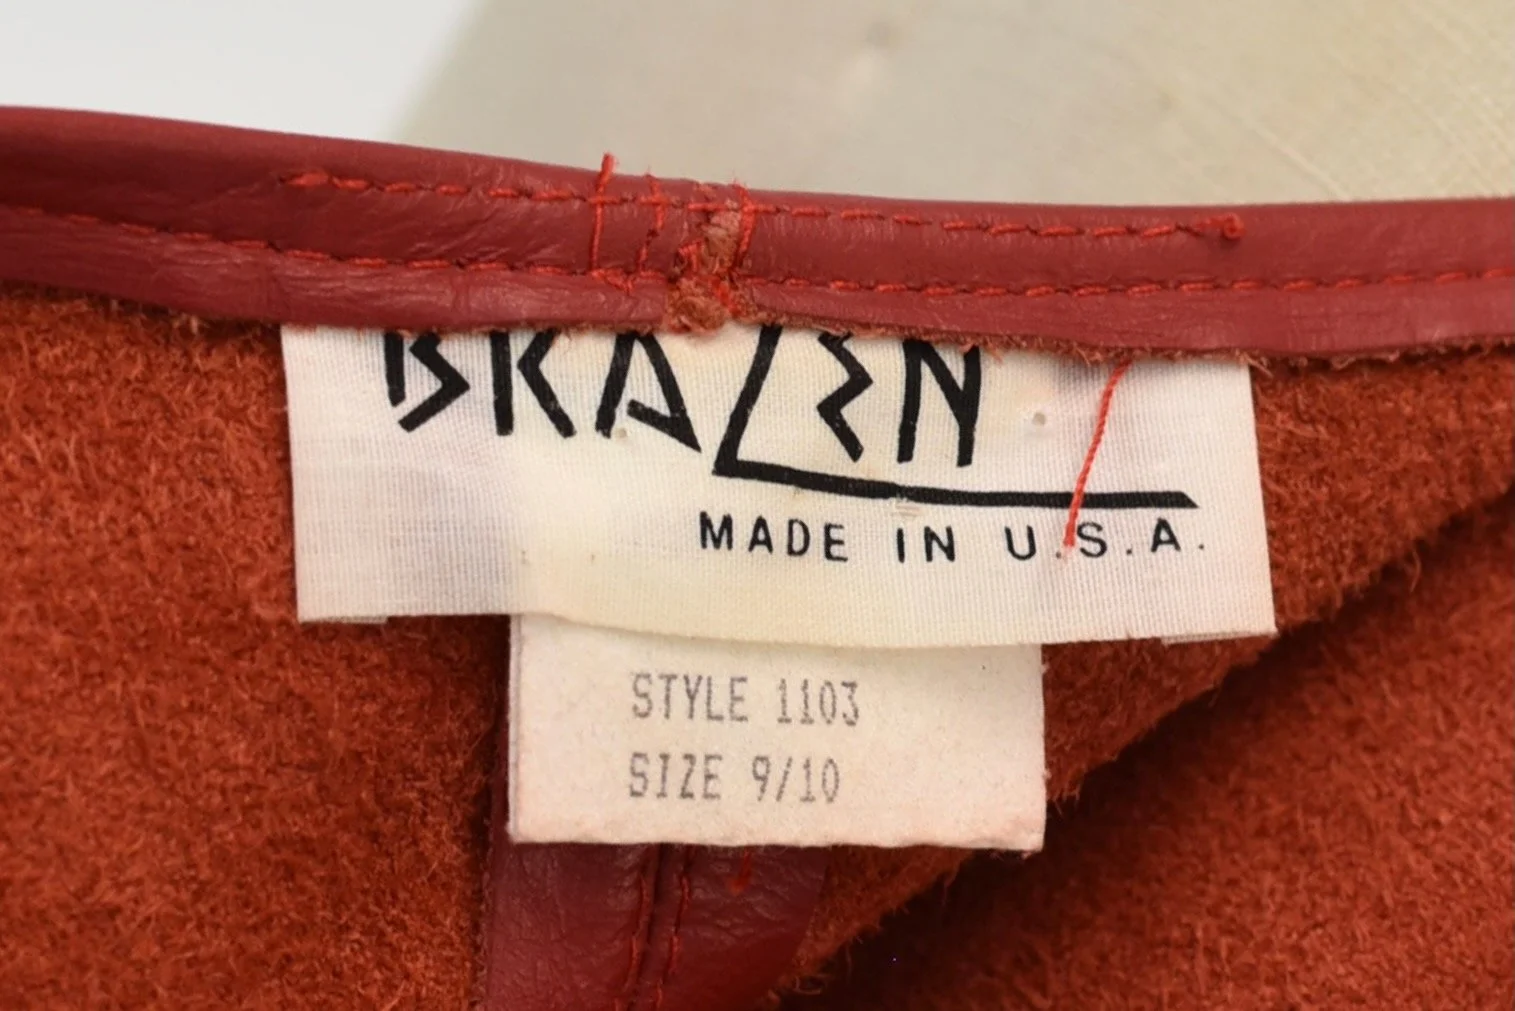 BRAZEN
MADE IN U.S.A.
STYLE 1103
SIZE 9/10